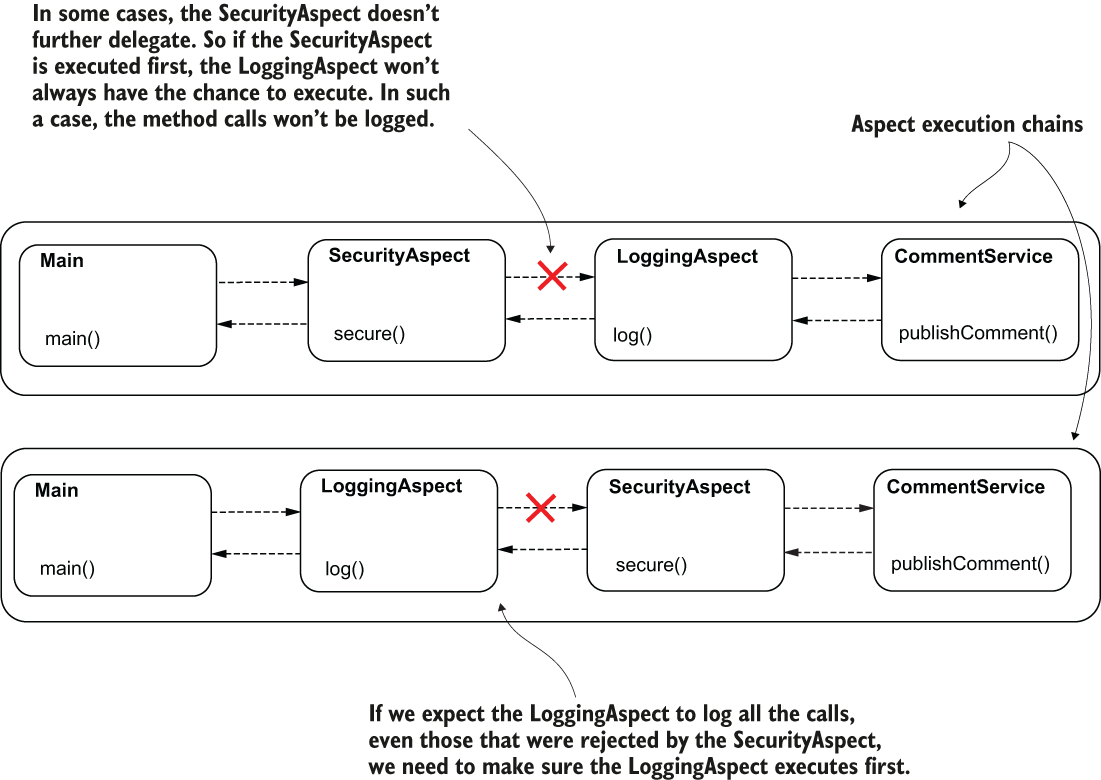 In some cases, the SecurityAspect doesn’t
further delegate. So if the SecurityAspect
is executed first, the LoggingAspect won’t
always have the chance to execute. In such
a case, the method calls won’t be logged.
Aspect execution chains
Main
SecurityAspect
LoggingAspect
CommentService
main()
secure()
log()
publishComment()
Main
LoggingAspect
SecurityAspect
CommentService
main()
log()
secure()
publishComment()
If we expect the LoggingAspect to log all the calls,
even those that were rejected by the SecurityAspect,
we need to make sure the LoggingAspect executes first.